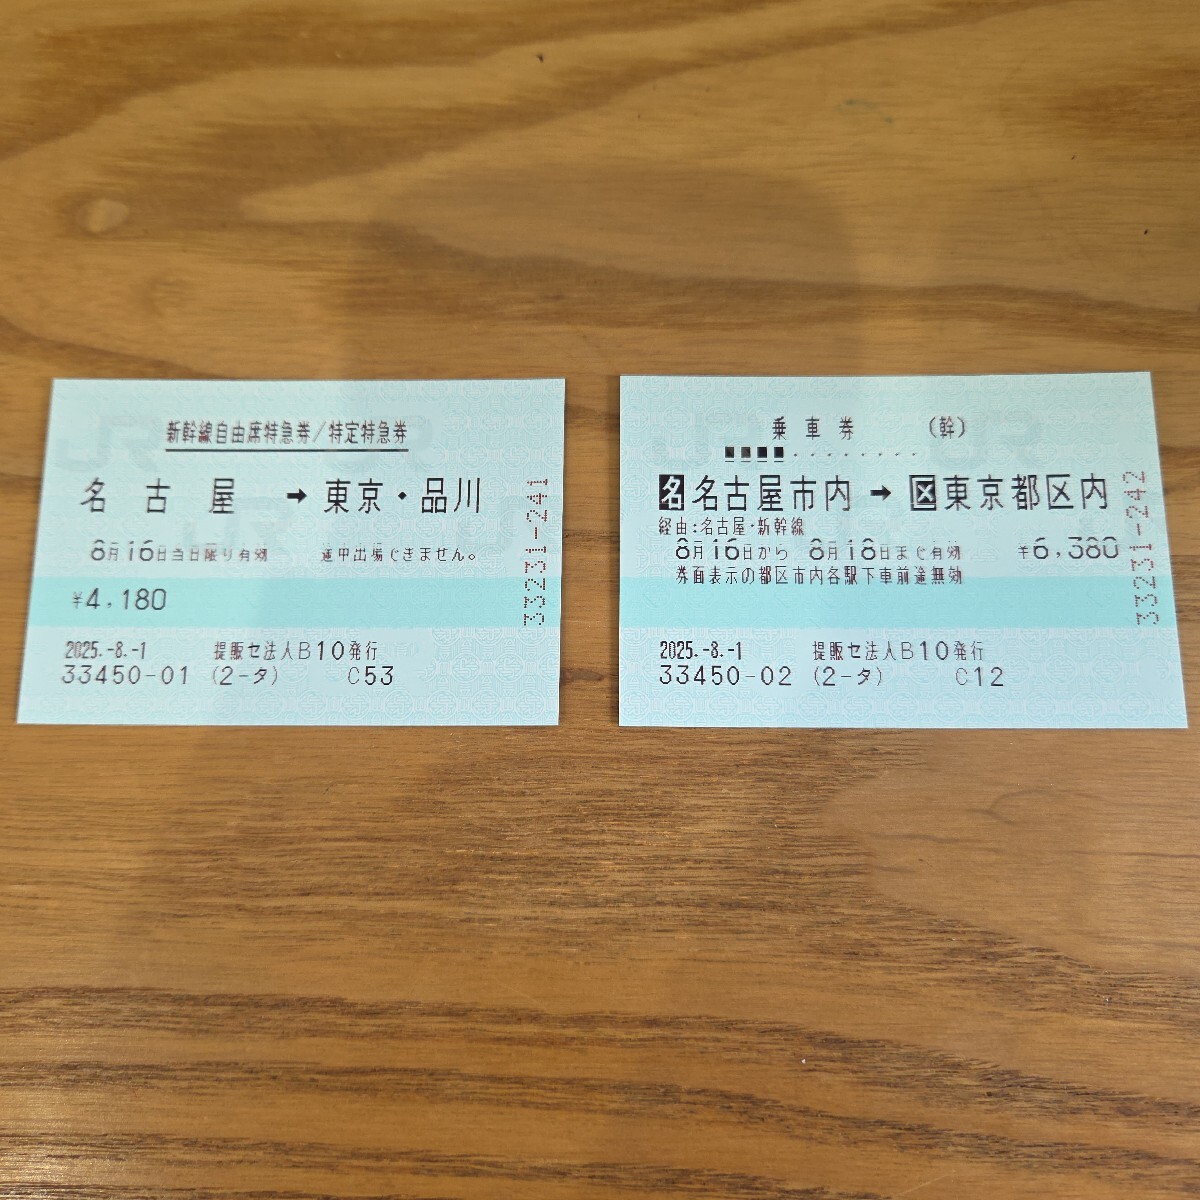 新幹線自由席特急券/特定特急券
名古屋 → 東京・品川
8月16日当日限り有効 途中出場できません。
¥4,180
2025.-8.-1 提販セ法人B10発行
33450-01 (2-タ) C53
33231-241
乗車券 (幹)
■■■■・・・・・・・・
名 名古屋市内 → 区 東京都区内
経由:名古屋・新幹線
8月16日から 8月18日まで有効 ¥6,380
券面表示の都区市内各駅下車前途無効
2025.-8.-1 提販セ法人B10発行
33450-02 (2-タ) C12
33231-242